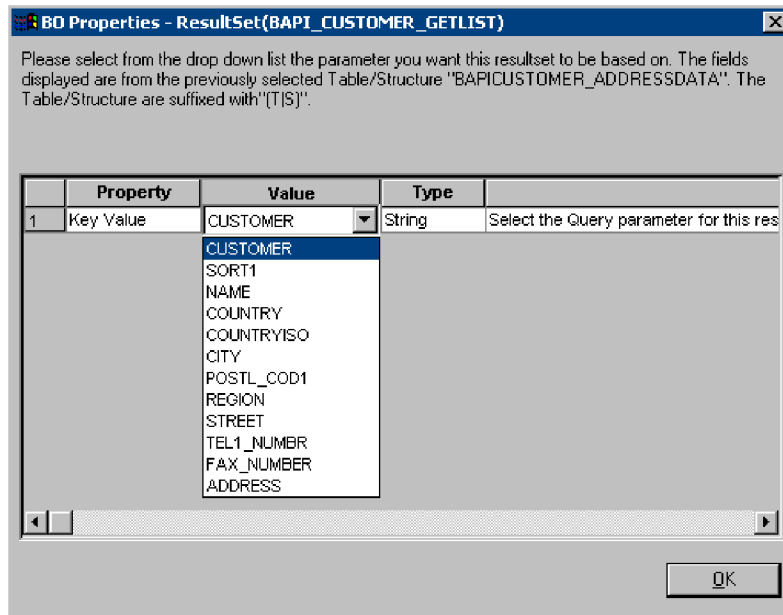 BO Properties - ResultSet(BAPI_CUSTOMER_GETLIST)
Please select from the drop down list the parameter you want this resultset to be based on. The fields
displayed are from the previously selected Table/Structure "BAPICUSTOMER_ADDRESSDATA". The
Table/Structure are suffixed with"(T|S)".
Property Value Type
1 Key Value CUSTOMER String Select the Query parameter for this res
CUSTOMER
SORT1
NAME
COUNTRY
COUNTRYISO
CITY
POSTL_COD1
REGION
STREET
TEL1_NUMBR
FAX_NUMBER
ADDRESS
OK